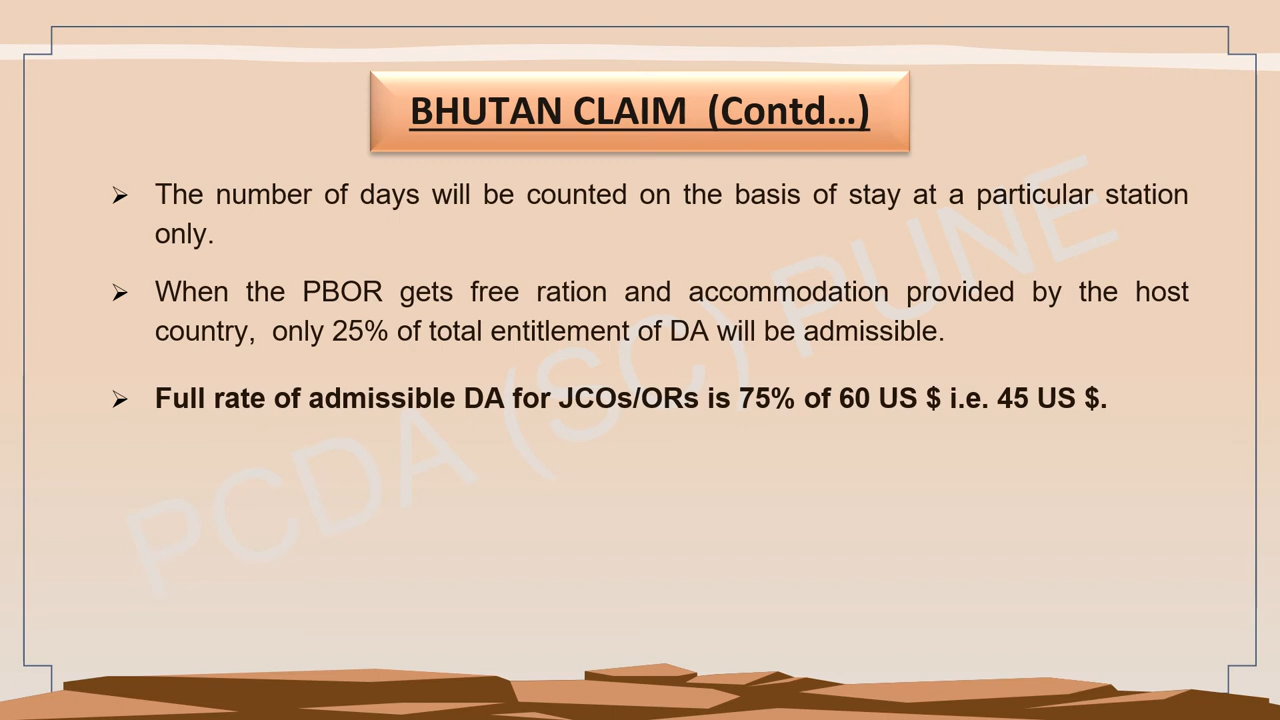 BHUTAN CLAIM  (Contd...)
➢ The number of days will be counted on the basis of stay at a particular station
only.
➢ When the PBOR gets free ration and accommodation provided by the host
country,  only 25% of total entitlement of DA will be admissible.
➢ Full rate of admissible DA for JCOs/ORs is 75% of 60 US $ i.e. 45 US $.
PCDA (SC) PUNE